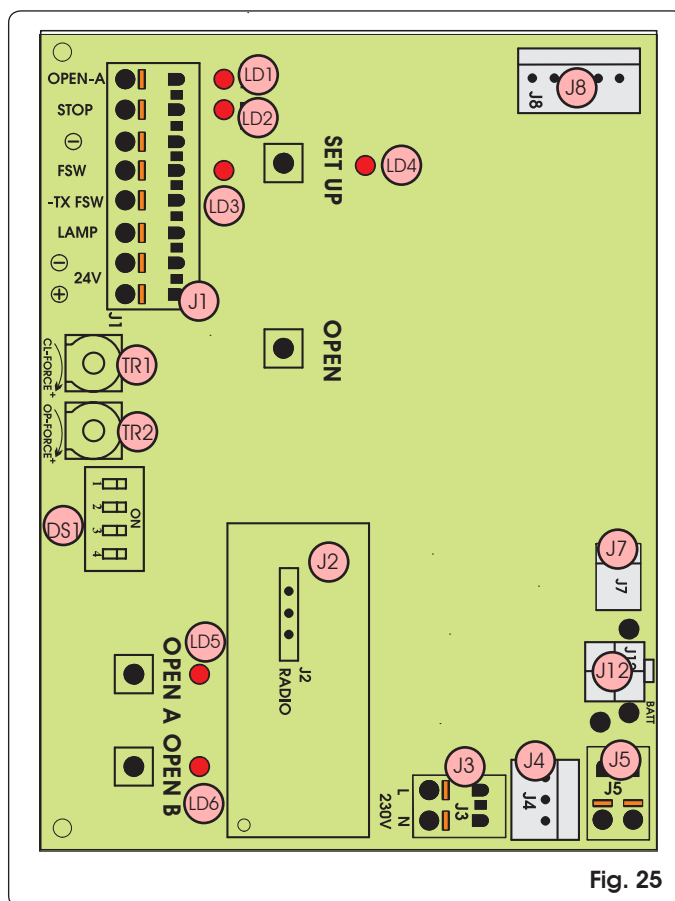 OPEN-A
LD1
J8
J8
STOP
LD2
⊖
SET UP
FSW
LD4
-TX FSW
LD3
LAMP
⊖
24V
⊕
J1
J1
OPEN
CL-FORCE +
TR1
OP-FORCE +
TR2
DS1
1
2
3
4
ON
J2
J2
RADIO
J7
J7
LD5
OPEN A
J12
BATT
OPEN B
LD6
J3
L
N
230V
J3
J4
J4
J5
J5
Fig. 25